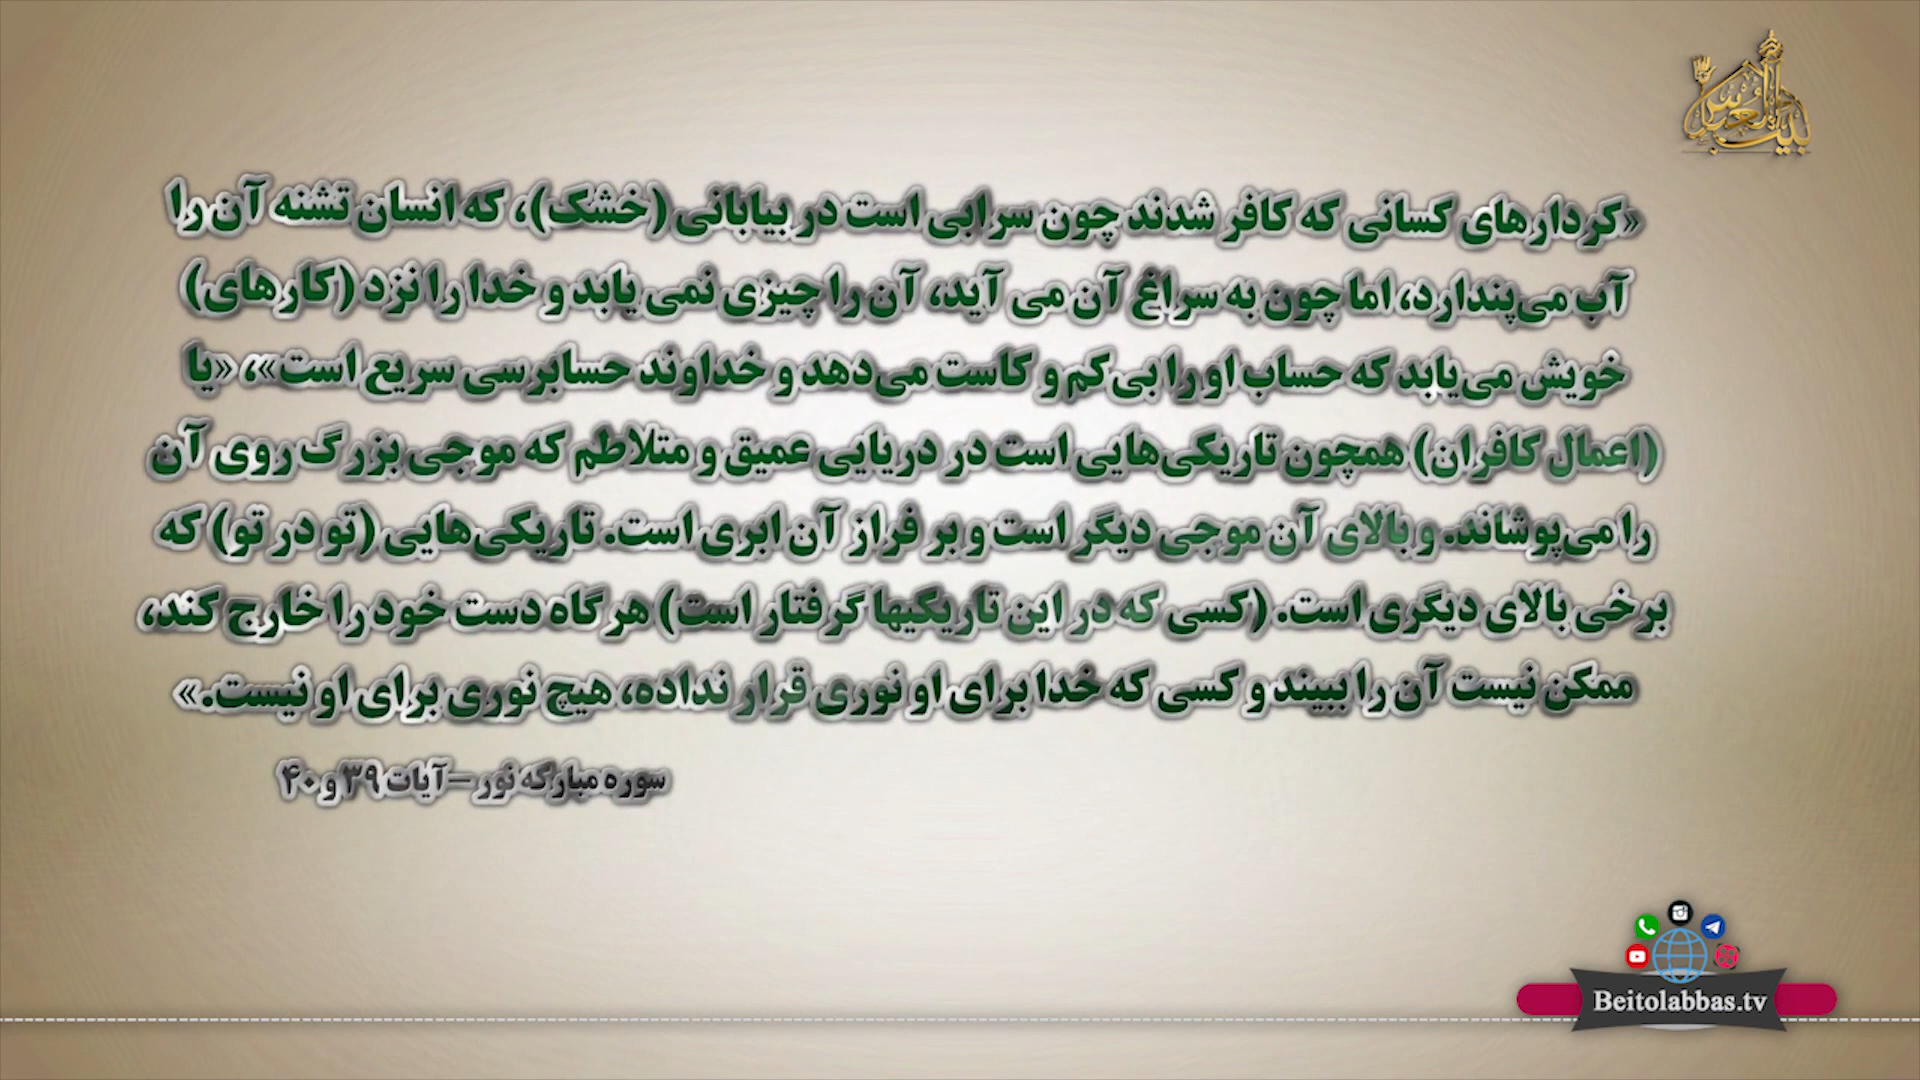 بیت العباس
«کردارهای کسانی که کافر شدند چون سرابی است در بیابانی (خشک)، که انسان تشنه آن را
آب می‌پندارد، اما چون به سراغ آن می آید، آن را چیزی نمی یابد و خدا را نزد (کارهای)
خویش می‌یابد که حساب او را بی‌کم و کاست می‌دهد و خداوند حسابرسی سریع است»، «یا
(اعمال کافران) همچون تاریکی‌هایی است در دریایی عمیق و متلاطم که موجی بزرگ روی آن
را می‌پوشاند. و بالای آن موجی دیگر است و بر فراز آن ابری است. تاریکی‌هایی (تو در تو) که
برخی بالای دیگری است. (کسی که در این تاریکیها گرفتار است) هرگاه دست خود را خارج کند،
ممکن نیست آن را ببیند و کسی که خدا برای او نوری قرار نداده، هیچ نوری برای او نیست.»
سوره مبارکه نور – آیات ۳۹ و ۴۰
Beitolabbas.tv